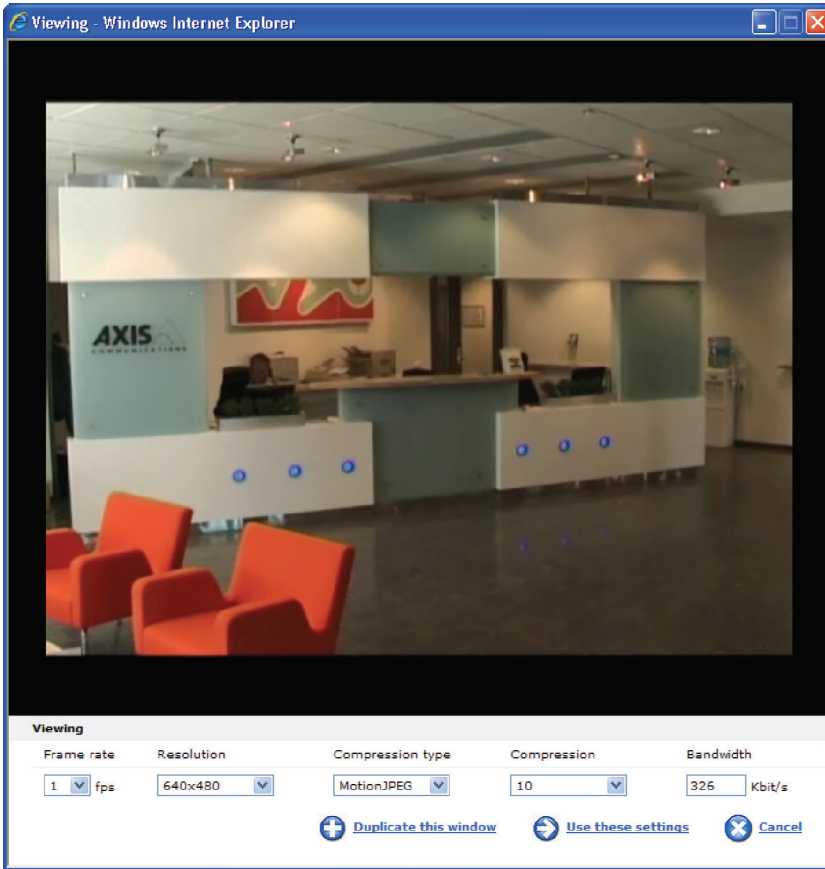 Viewing - Windows Internet Explorer
AXIS
COMMUNICATIONS
Viewing
Frame rate Resolution Compression type Compression Bandwidth
1 fps 640x480 MotionJPEG 10 326 Kbit/s
Duplicate this window Use these settings Cancel